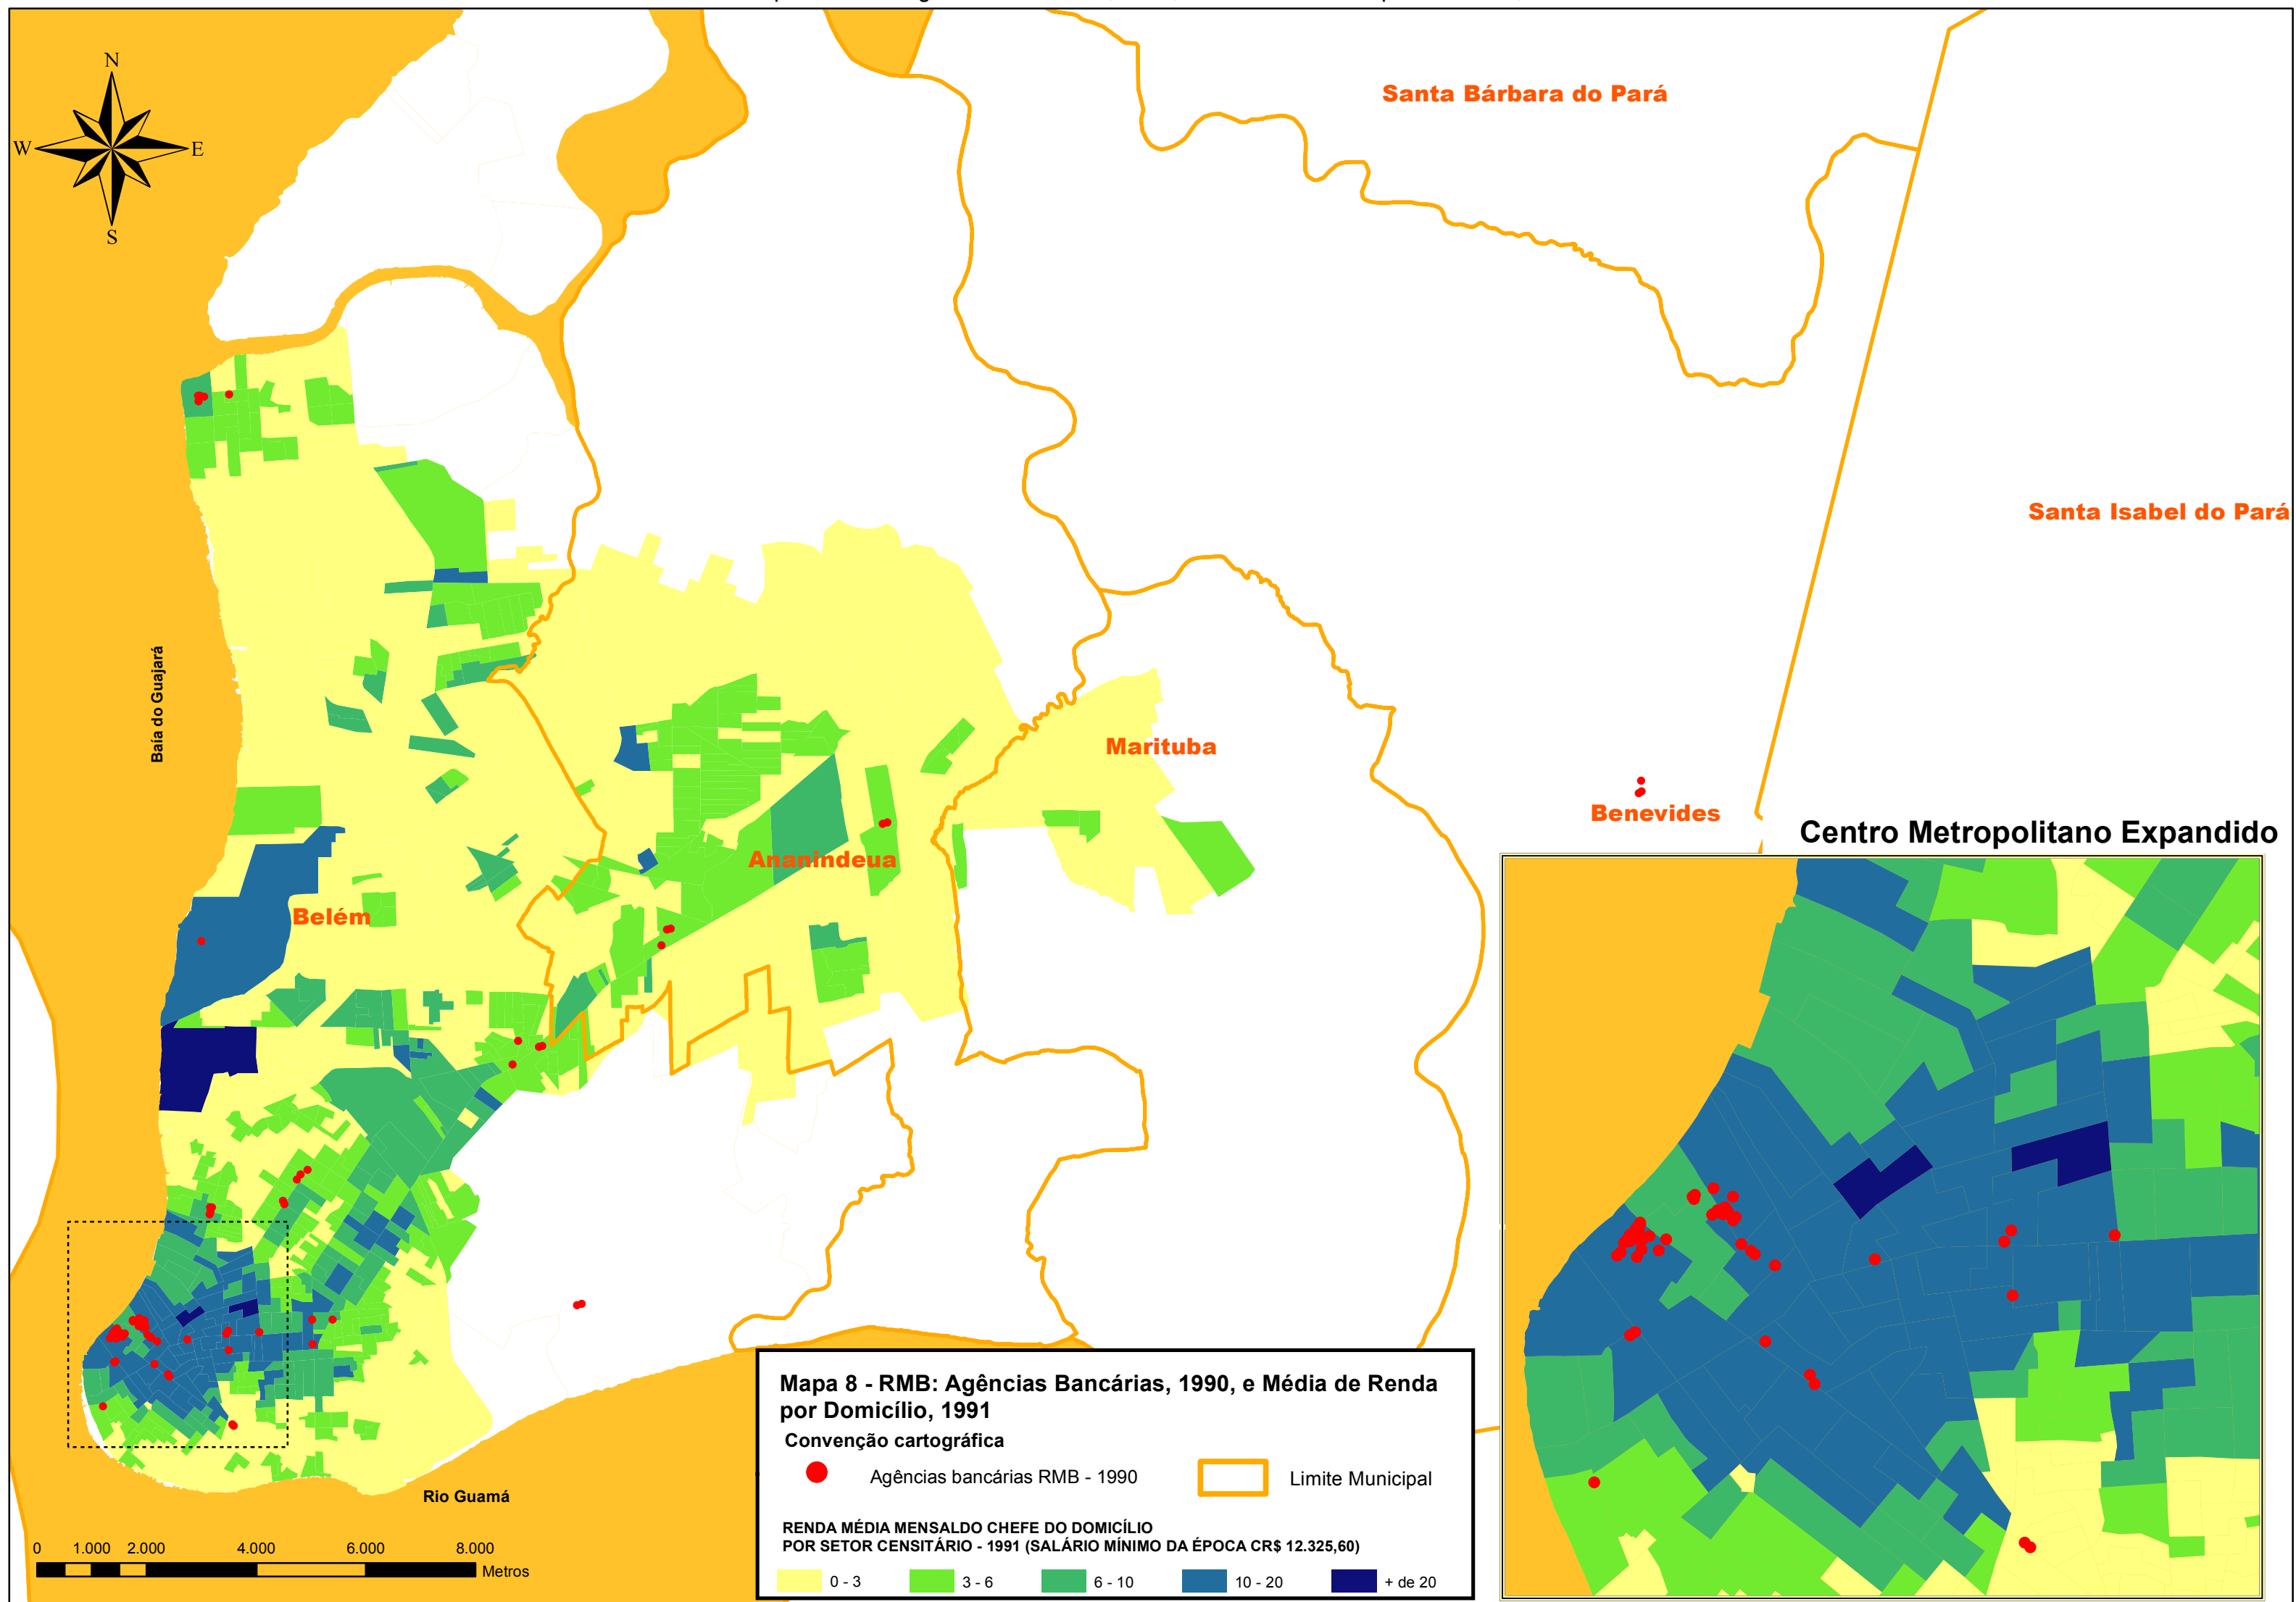 N
W
E
S
Santa Bárbara do Pará
Santa Isabel do Pará
Baía do Guajará
Marituba
Benevides
Centro Metropolitano Expandido
Ananindeua
Belém
Rio Guamá
0 1.000 2.000 4.000 6.000 8.000
Metros
Mapa 8 - RMB: Agências Bancárias, 1990, e Média de Renda
por Domicílio, 1991
Convenção cartográfica
Agências bancárias RMB - 1990
Limite Municipal
RENDA MÉDIA MENSALDO CHEFE DO DOMICÍLIO
POR SETOR CENSITÁRIO - 1991 (SALÁRIO MÍNIMO DA ÉPOCA CR$ 12.325,60)
0 - 3 3 - 6 6 - 10 10 - 20 + de 20